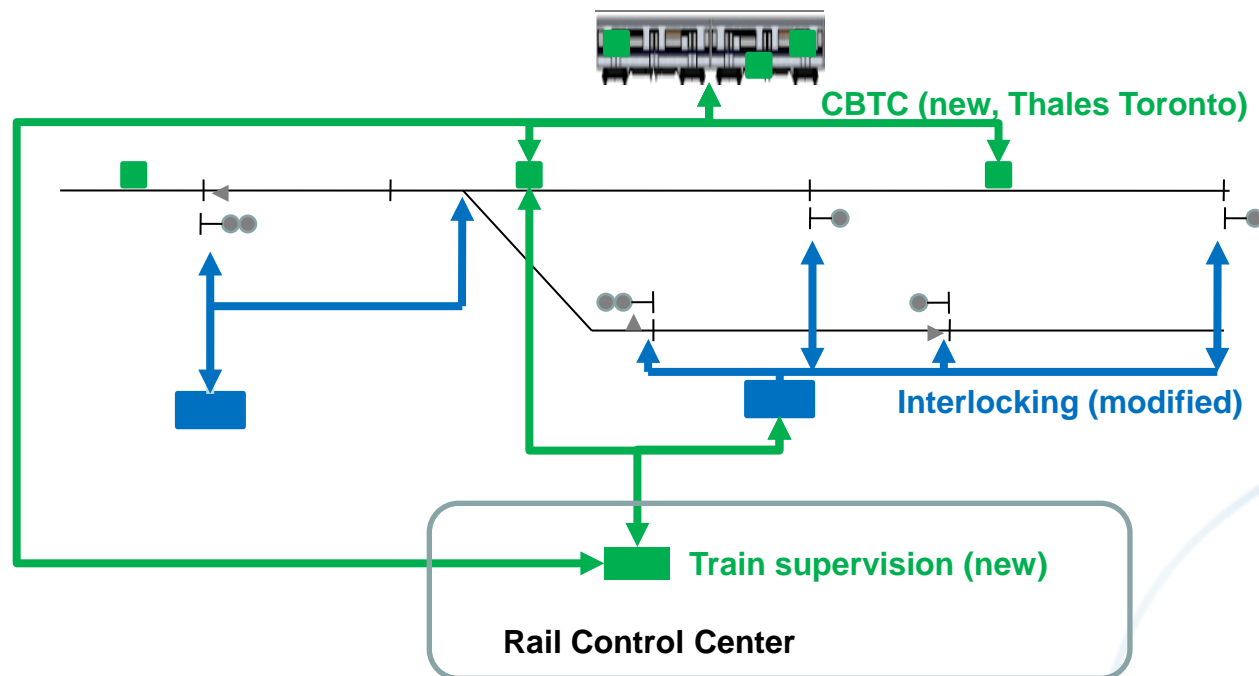 CBTC (new, Thales Toronto)
Interlocking (modified)
Train supervision (new)
Rail Control Center